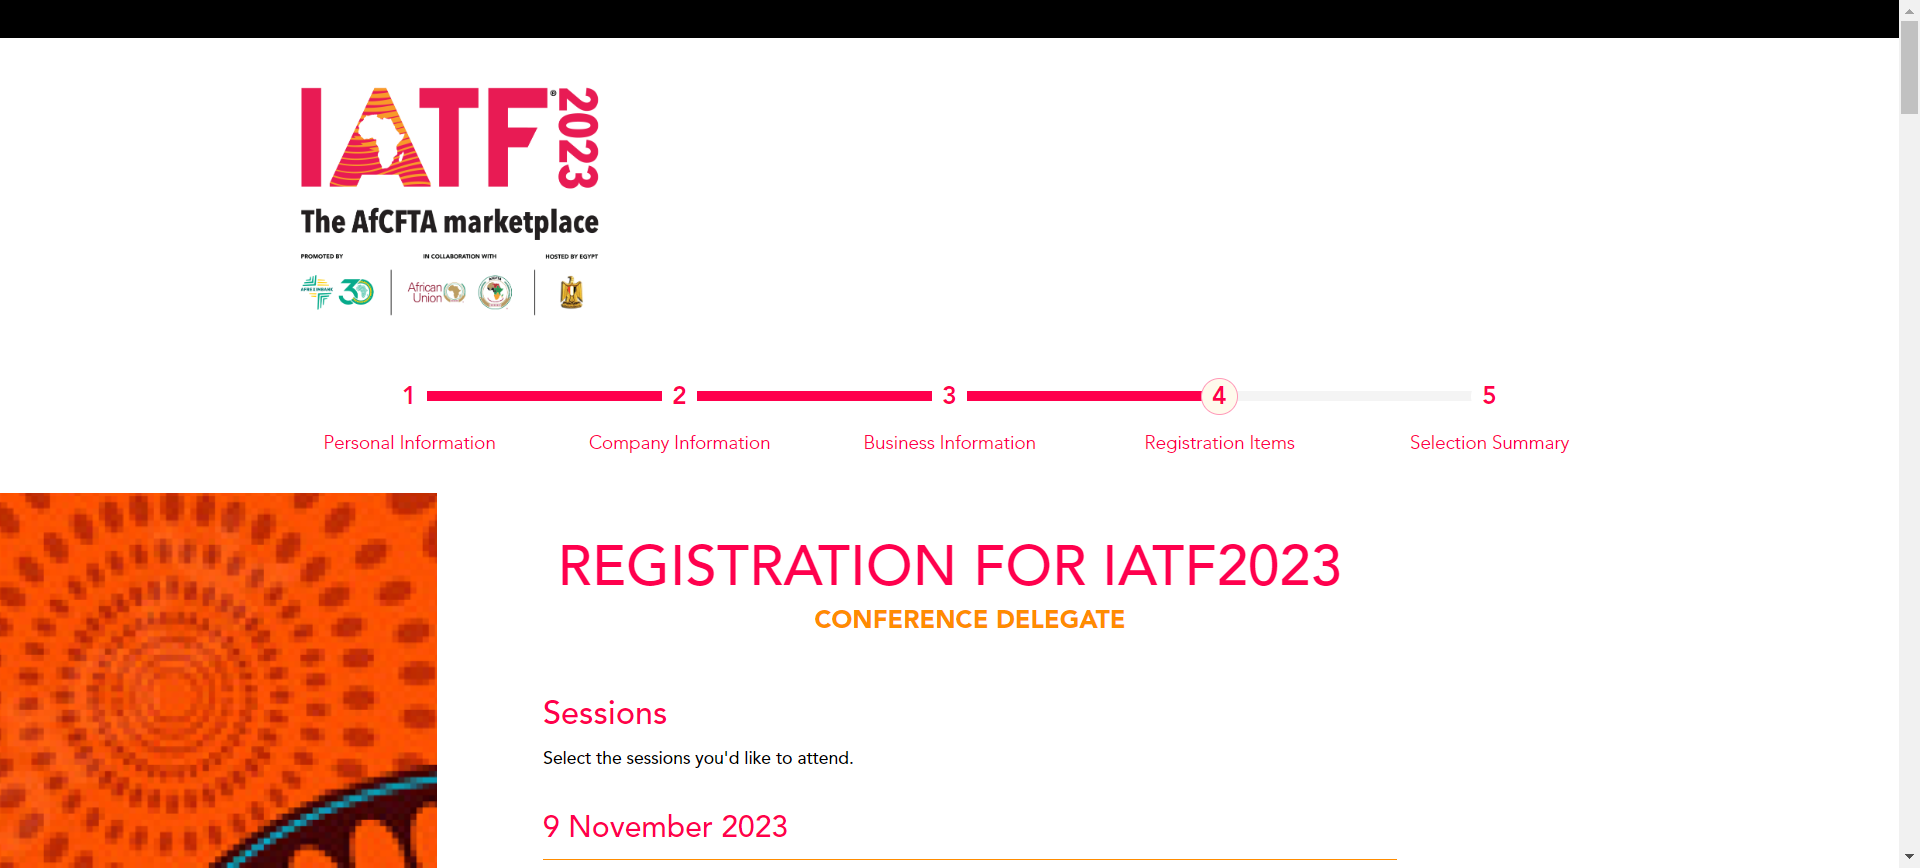 IATF® 2023
The AfCFTA marketplace
PROMOTED BY
IN COLLABORATION WITH
HOSTED BY EGYPT
AFREXIMBANK
30
African
Union
1
2
3
4
5
Personal Information
Company Information
Business Information
Registration Items
Selection Summary
REGISTRATION FOR IATF2023
CONFERENCE DELEGATE
Sessions
Select the sessions you'd like to attend.
9 November 2023